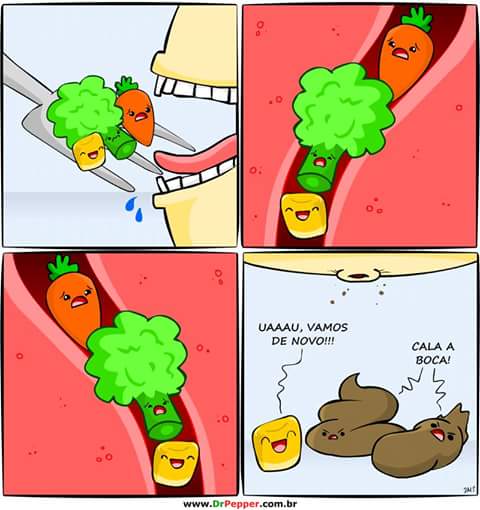 UAAAU, VAMOS
DE NOVO!!!
CALA A
BOCA!
www.DrPepper.com.br